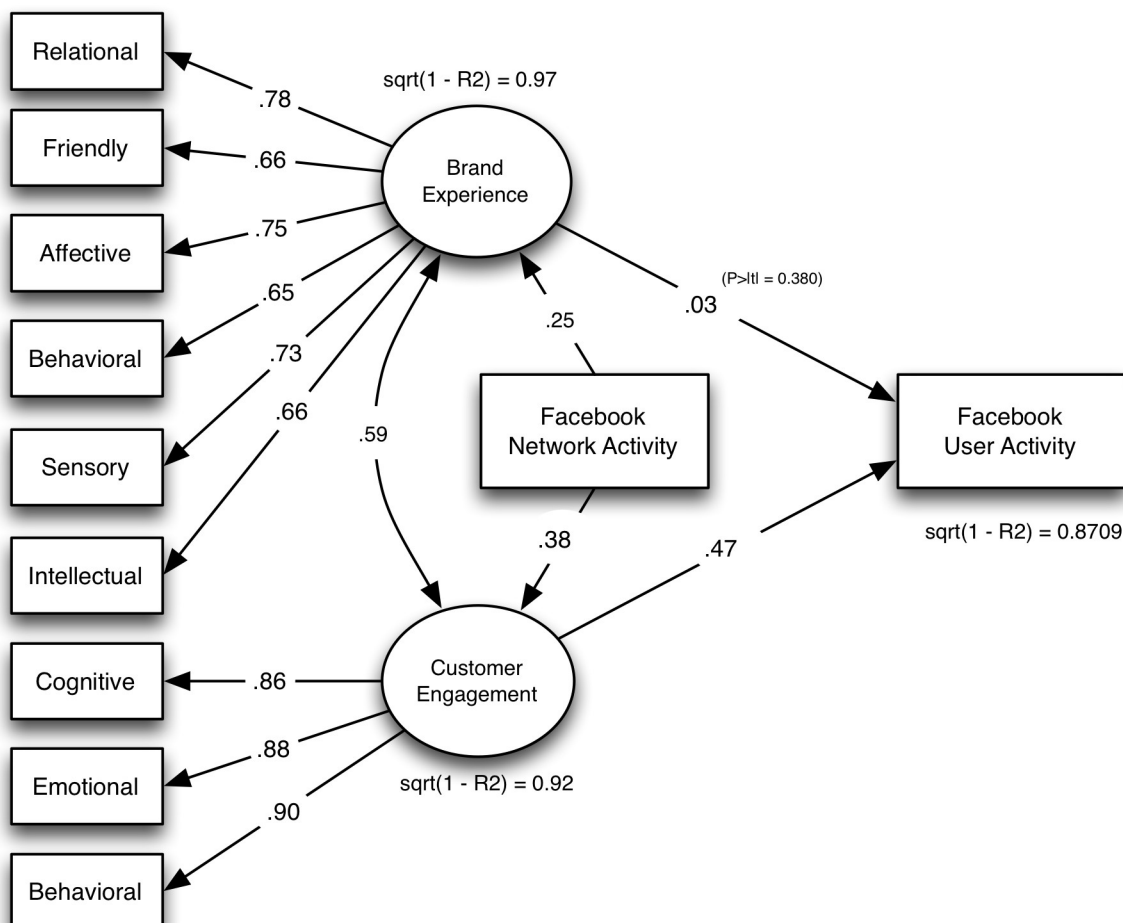 Relational
sqrt(1 - R2) = 0.97
.78
Friendly
.66
Brand
Experience
Affective
.75
Behavioral
.65
(P>ltl = 0.380)
.03
.25
.73
Sensory
.66
.59
Facebook
Network Activity
Facebook
User Activity
sqrt(1 - R2) = 0.8709
.38
.47
Intellectual
Cognitive
.86
Customer
Engagement
Emotional
.88
sqrt(1 - R2) = 0.92
.90
Behavioral